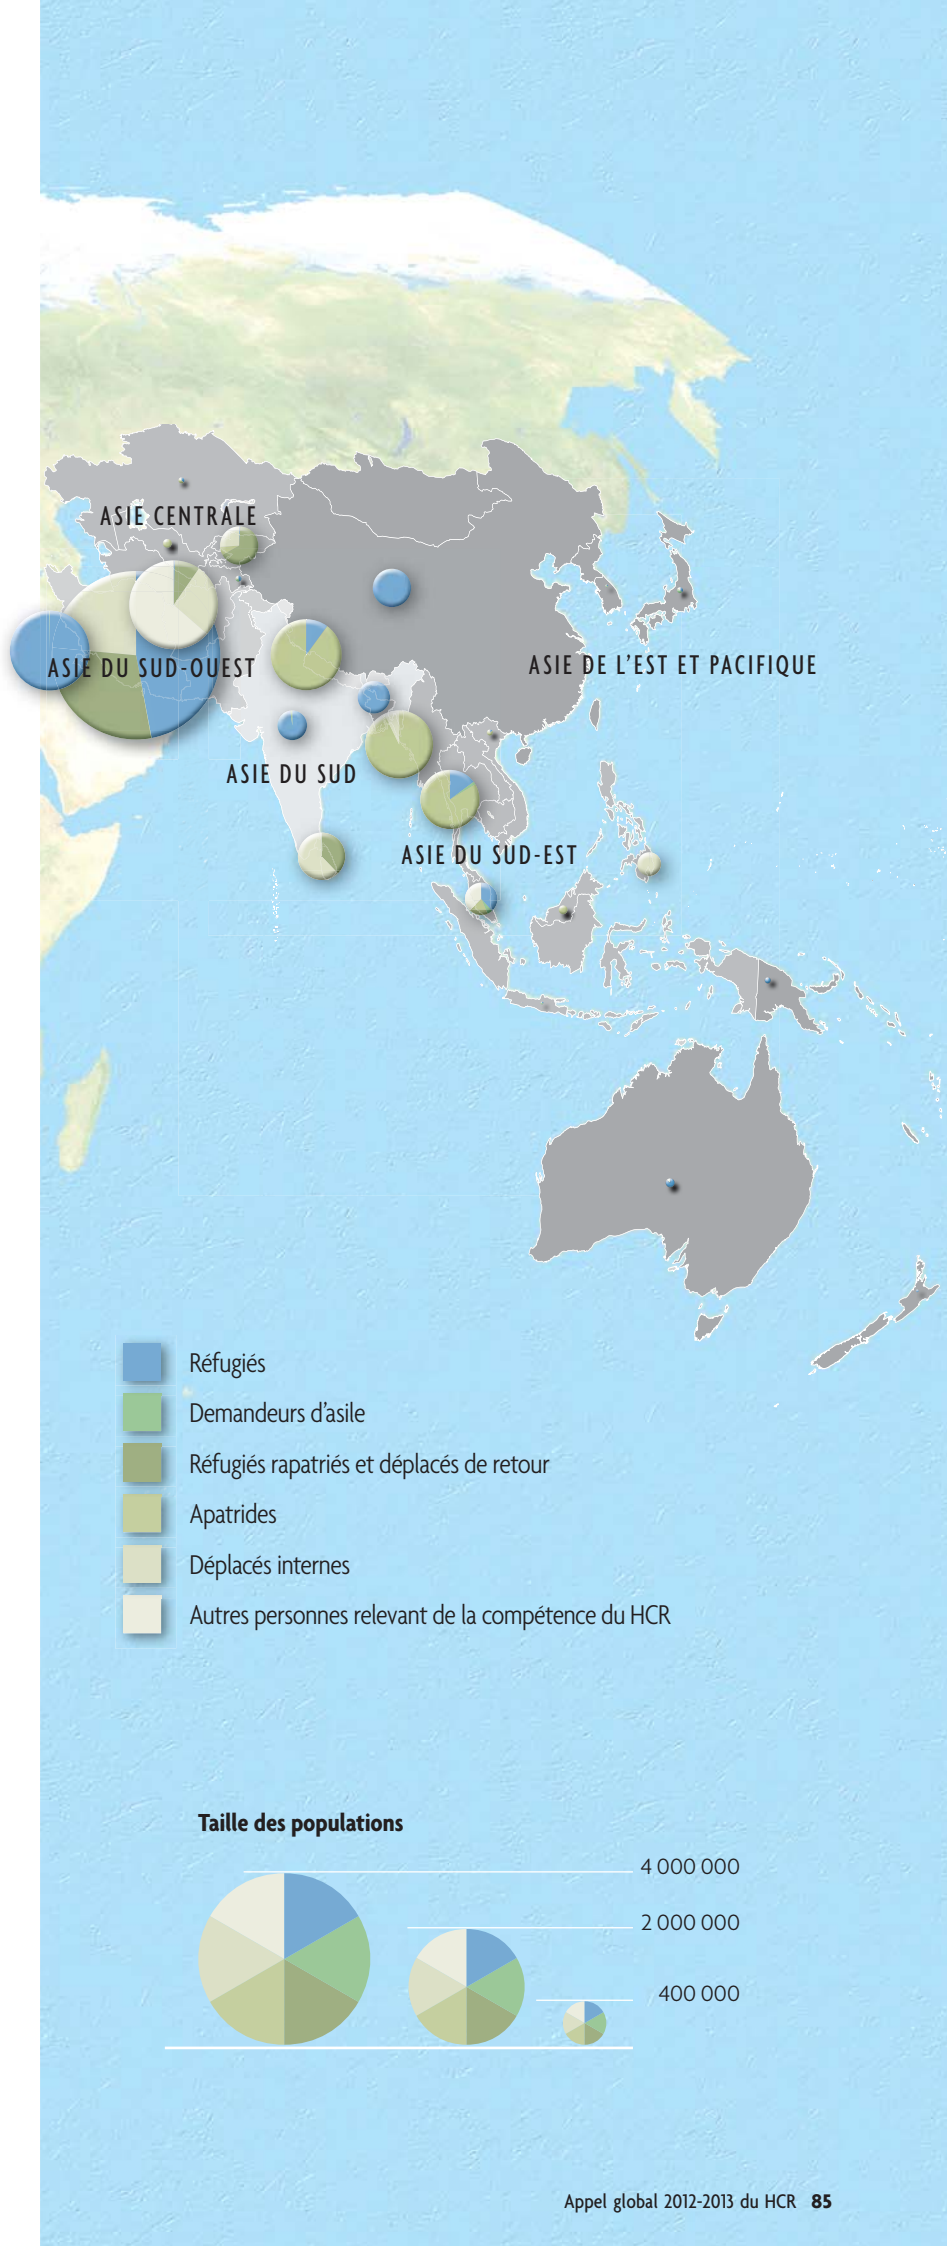 ASIE CENTRALE
ASIE DU SUD-OUEST
ASIE DE L’EST ET PACIFIQUE
ASIE DU SUD
ASIE DU SUD-EST
Réfugiés
Demandeurs d’asile
Réfugiés rapatriés et déplacés de retour
Apatrides
Déplacés internes
Autres personnes relevant de la compétence du HCR
Taille des populations
4 000 000
2 000 000
400 000
Appel global 2012-2013 du HCR 85